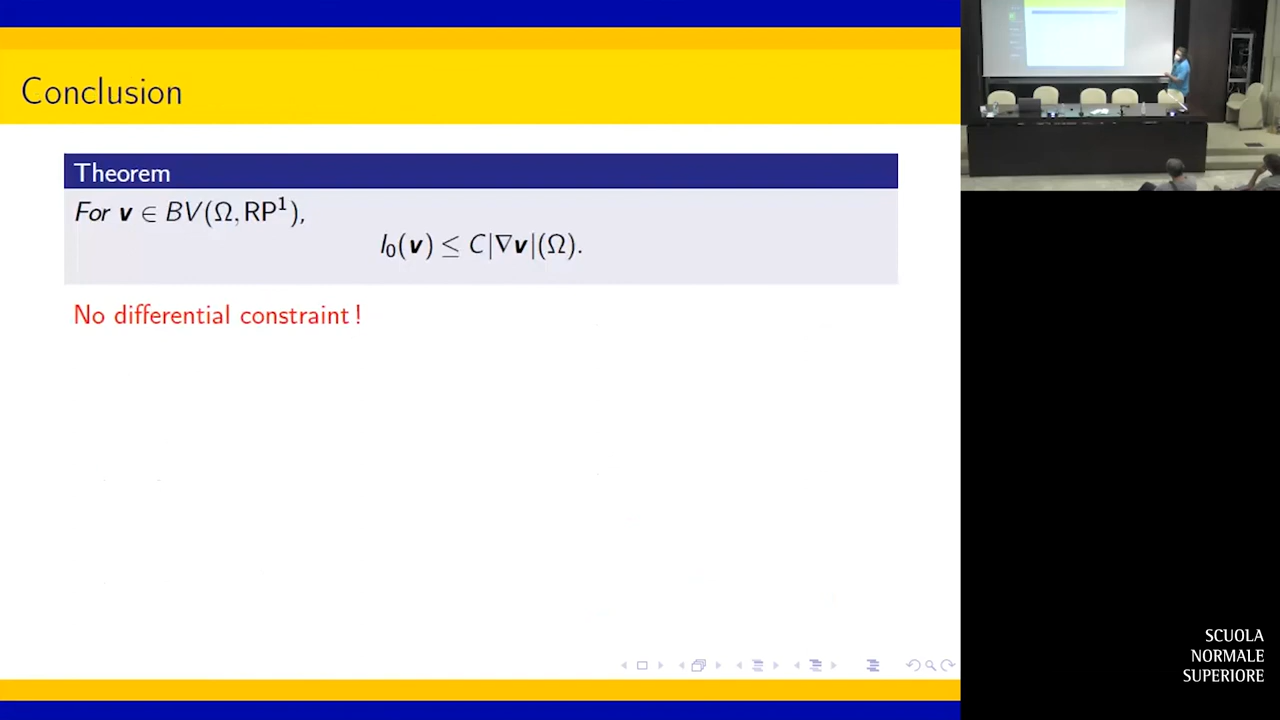 Conclusion
Theorem
For v ∈ BV(Ω, RP¹),
I₀(v) ≤ C|∇v|(Ω).
No differential constraint !
SCUOLA
NORMALE
SUPERIORE